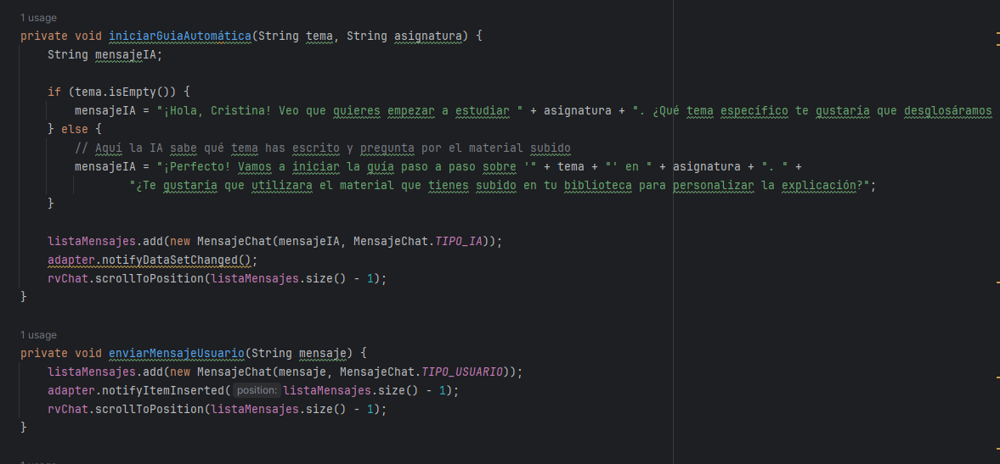 1 usage
private void iniciarGuiaAutomática(String tema, String asignatura) {
    String mensajeIA;

    if (tema.isEmpty()) {
        mensajeIA = "¡Hola, Cristina! Veo que quieres empezar a estudiar " + asignatura + ". ¿Qué tema específico te gustaría que desglosáramos
    } else {
        // Aquí la IA sabe qué tema has escrito y pregunta por el material subido
        mensajeIA = "¡Perfecto! Vamos a iniciar la guía paso a paso sobre '" + tema + "' en " + asignatura + ". " +
                "¿Te gustaría que utilizara el material que tienes subido en tu biblioteca para personalizar la explicación?";
    }

    listaMensajes.add(new MensajeChat(mensajeIA, MensajeChat.TIPO_IA));
    adapter.notifyDataSetChanged();
    rvChat.scrollToPosition(listaMensajes.size() - 1);
}

1 usage
private void enviarMensajeUsuario(String mensaje) {
    listaMensajes.add(new MensajeChat(mensaje, MensajeChat.TIPO_USUARIO));
    adapter.notifyItemInserted( position: listaMensajes.size() - 1);
    rvChat.scrollToPosition(listaMensajes.size() - 1);
}